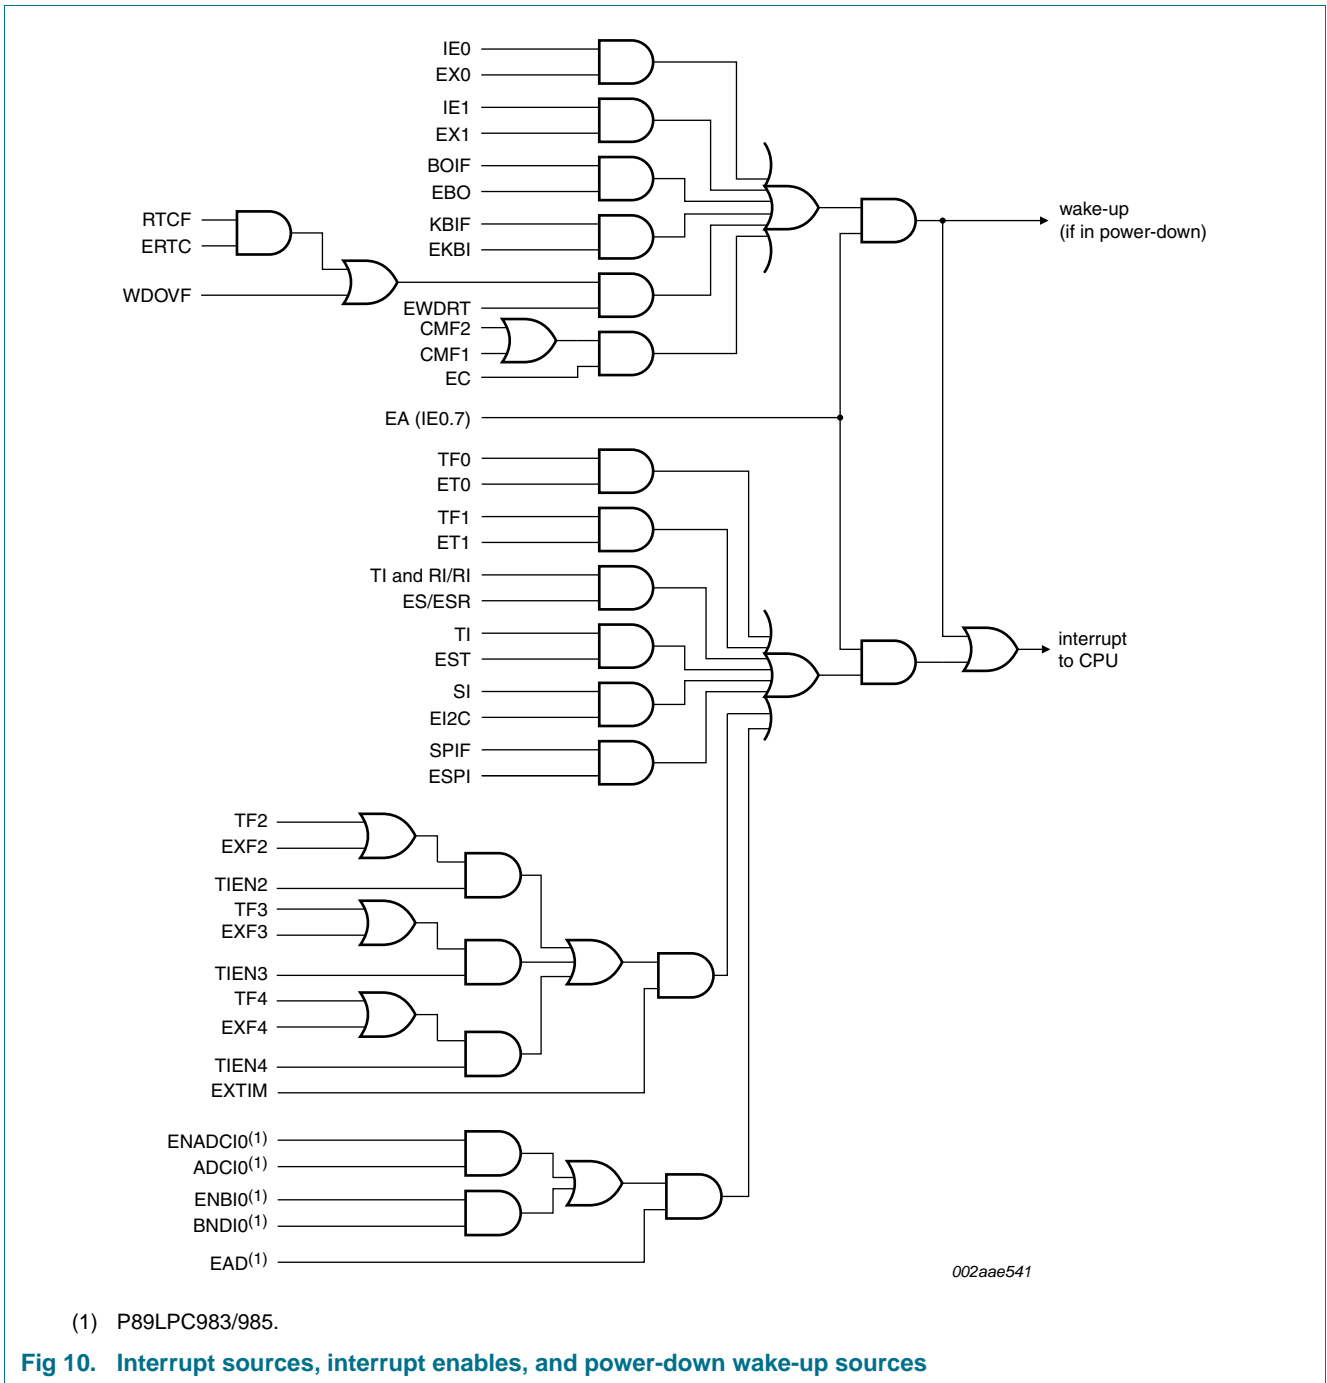 IE0
EX0
IE1
EX1
BOIF
EBO
RTCF
KBIF
wake-up
(if in power-down)
ERTC
EKBI
WDOVF
EWDRT
CMF2
CMF1
EC
EA (IE0.7)
TF0
ET0
TF1
ET1
TI and RI/RI
ES/ESR
TI
EST
interrupt
to CPU
SI
EI2C
SPIF
ESPI
TF2
EXF2
TIEN2
TF3
EXF3
TIEN3
TF4
EXF4
TIEN4
EXTIM
ENADCI0(1)
ADCI0(1)
ENBI0(1)
BNDI0(1)
EAD(1)
002aae541
(1) P89LPC983/985.
Fig 10. Interrupt sources, interrupt enables, and power-down wake-up sources